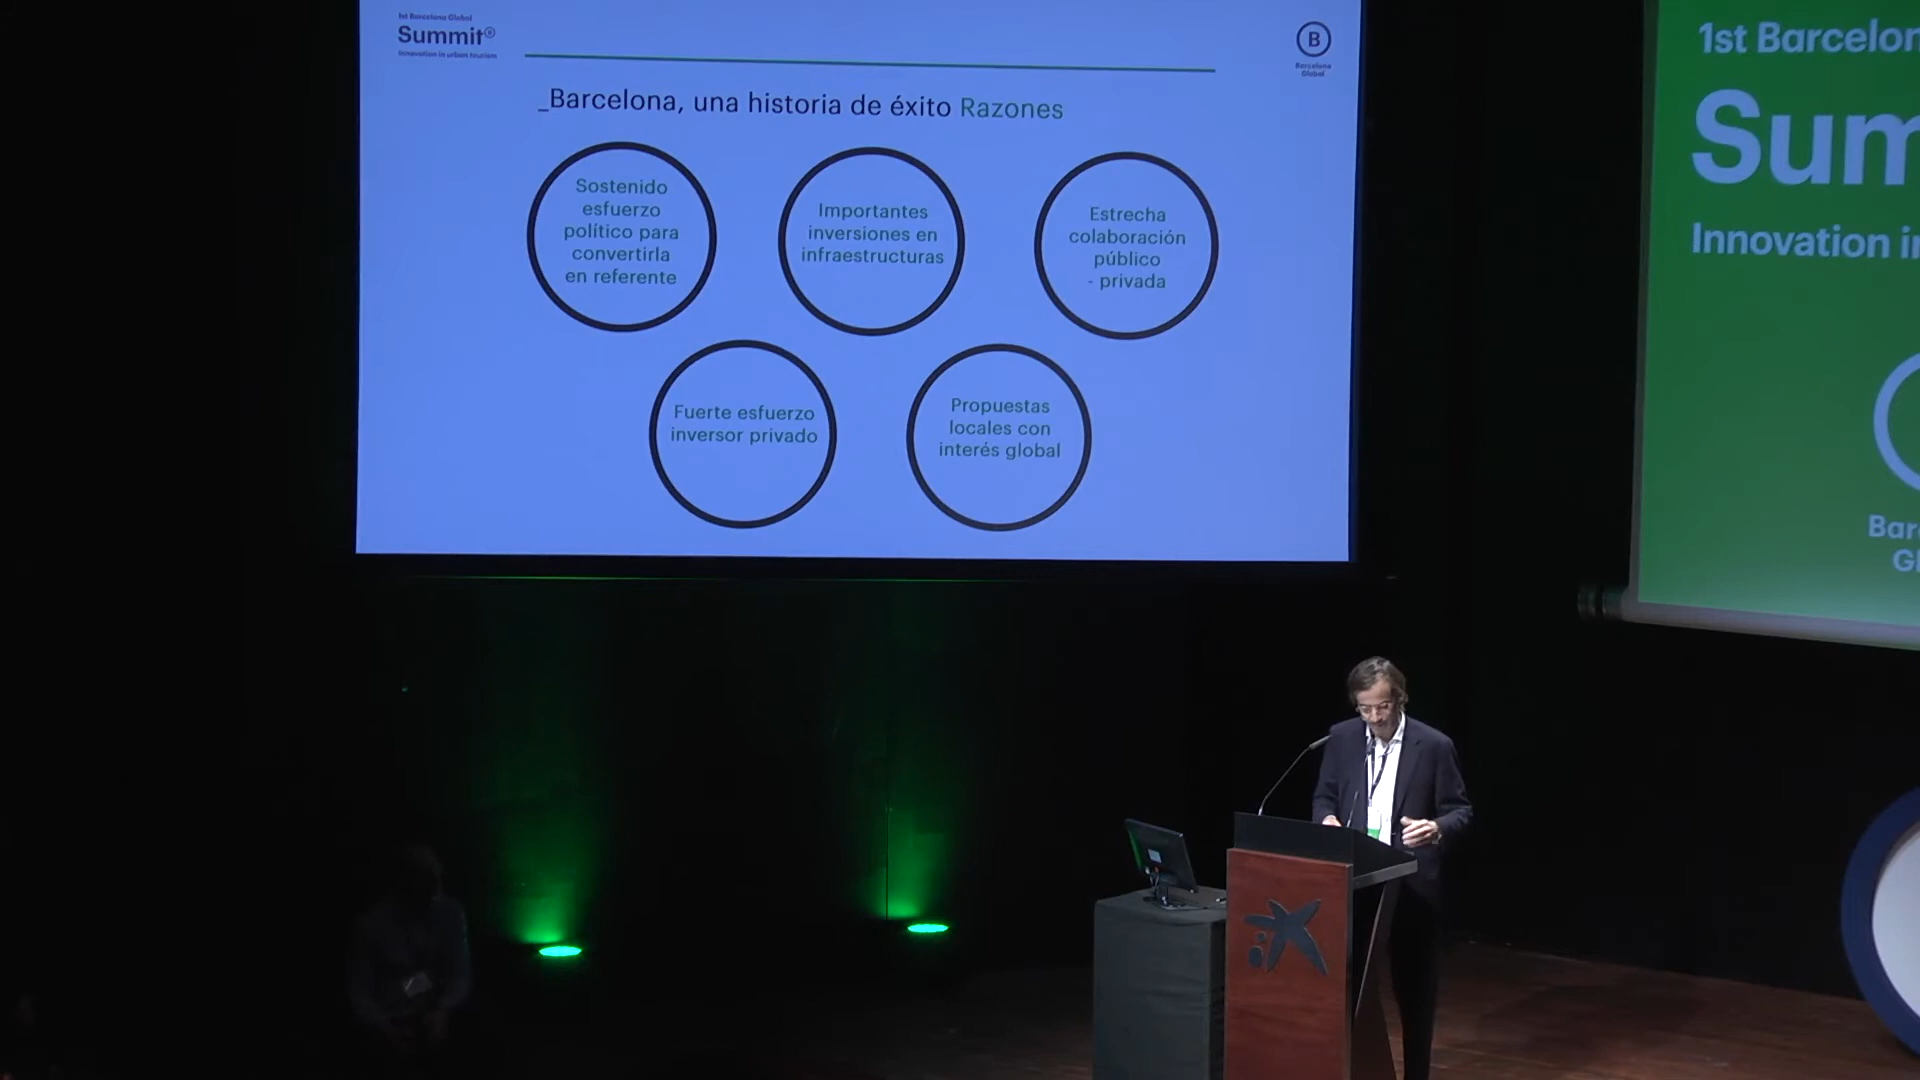 1st Barcelona Global
Summit®
Innovation in urban tourism
B
Barcelona
Global
_Barcelona, una historia de éxito Razones
Sostenido
esfuerzo
político para
convertirla
en referente
Importantes
inversiones en
infraestructuras
Estrecha
colaboración
público
- privada
Fuerte esfuerzo
inversor privado
Propuestas
locales con
interés global
1st Barcelon
Sum
Innovation in
Bar
Gl